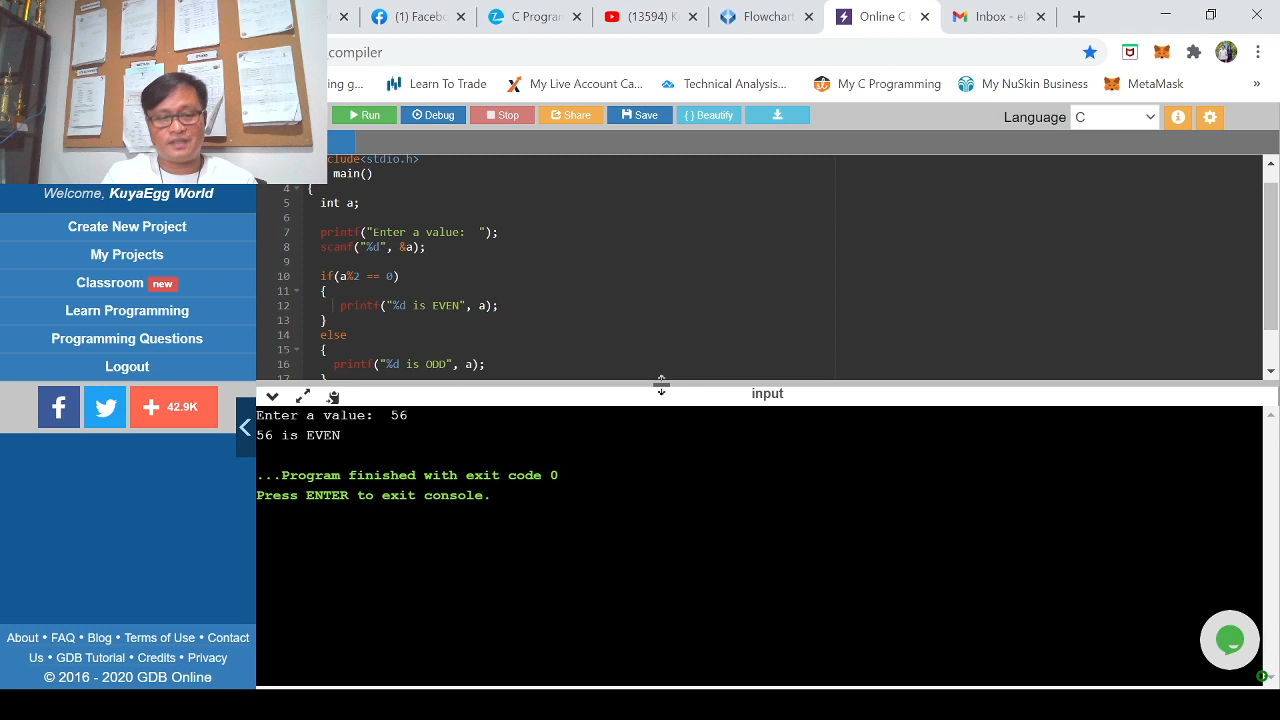 (1) Faceb
C Program
(13594) K
Flowchart
Online C
Inbox - el
compiler
ng g...
Learn To Trade
My Live Account Ca...
Technical Analysis...
My C Programming
My NuSkin Business
MetaMask
»
Run
Debug
Stop
Share
Save
{ } Beautify
Language C
Welcome, KuyaEgg World
Create New Project
My Projects
Classroom new
Learn Programming
Programming Questions
Logout
42.9K
clude<stdio.h>
main()
4 {
5 int a;
6
7 printf("Enter a value:  ");
8 scanf("%d", &a);
9
10 if(a%2 == 0)
11 {
12 printf("%d is EVEN", a);
13 }
14 else
15 {
16 printf("%d is ODD", a);
17 }
input
Enter a value:  56
56 is EVEN
...Program finished with exit code 0
Press ENTER to exit console.
About • FAQ • Blog • Terms of Use • Contact
Us • GDB Tutorial • Credits • Privacy
© 2016 - 2020 GDB Online